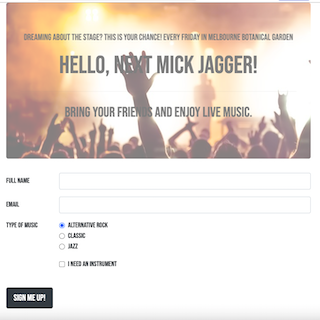 DREAMING ABOUT THE STAGE? THIS IS YOUR CHANCE! EVERY FRIDAY IN MELBOURNE BOTANICAL GARDEN
HELLO, NEXT MICK JAGGER!
BRING YOUR FRIENDS AND ENJOY LIVE MUSIC.
FULL NAME
EMAIL
TYPE OF MUSIC
ALTERNATIVE ROCK
CLASSIC
JAZZ
I NEED AN INSTRUMENT
SIGN ME UP!